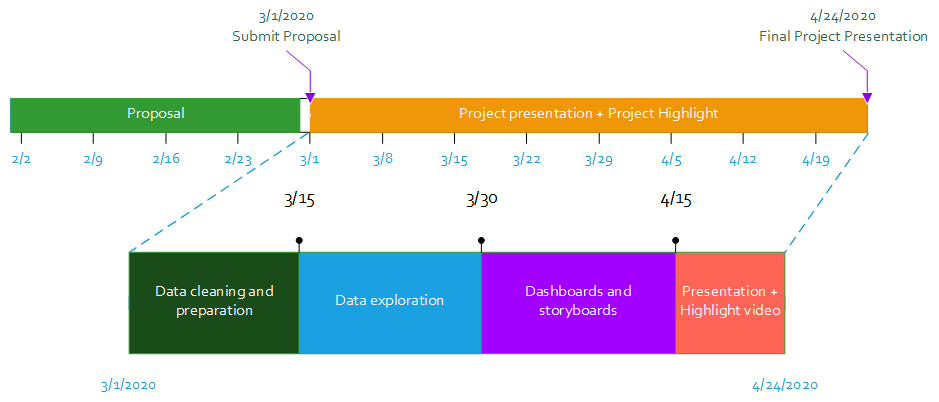 3/1/2020
Submit Proposal
4/24/2020
Final Project Presentation
Proposal
Project presentation + Project Highlight
2/2
2/9
2/16
2/23
3/1
3/8
3/15
3/22
3/29
4/5
4/12
4/19
3/15
3/30
4/15
Data cleaning and
preparation
Data exploration
Dashboards and
storyboards
Presentation +
Highlight video
3/1/2020
4/24/2020